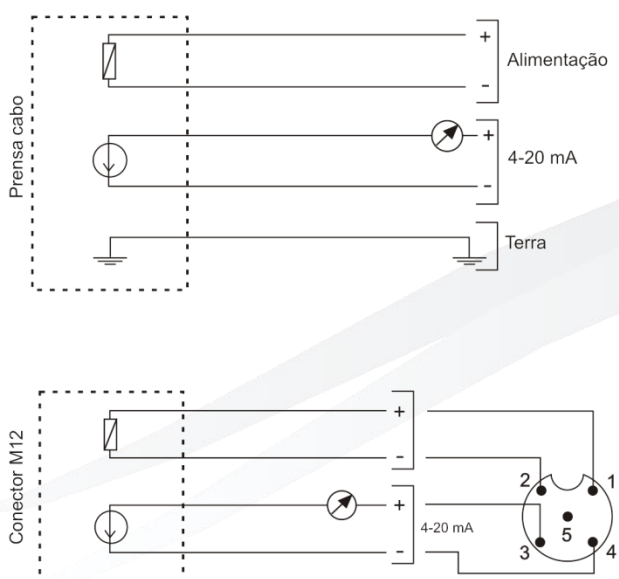 +
Alimentação
-
Prensa cabo
+
4-20 mA
-
Terra
Conector M12
+
-
2
1
+
4-20 mA
5
3
4
-